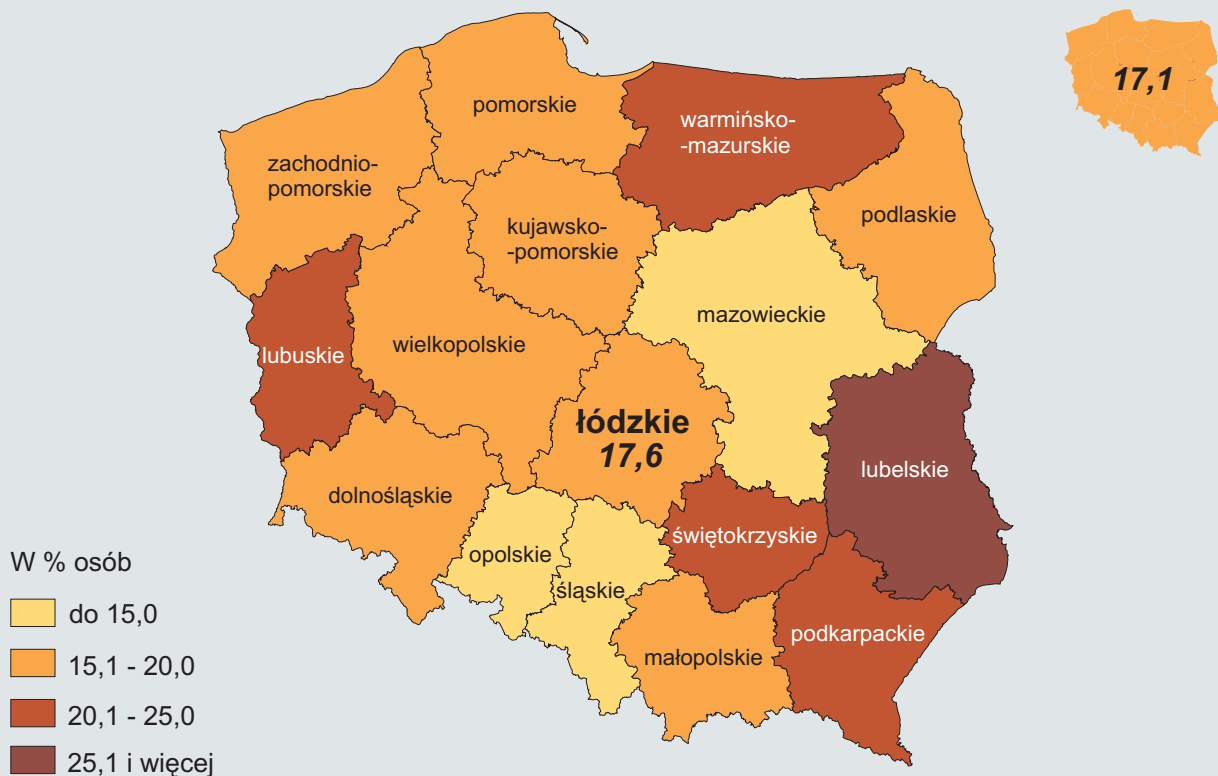 17,1
pomorskie
warmińsko-
-mazurskie
zachodnio-
pomorskie
podlaskie
kujawsko-
-pomorskie
mazowieckie
wielkopolskie
lubuskie
łódzkie
17,6
lubelskie
dolnośląskie
świętokrzyskie
opolskie
śląskie
podkarpackie
małopolskie
W % osób
do 15,0
15,1 - 20,0
20,1 - 25,0
25,1 i więcej